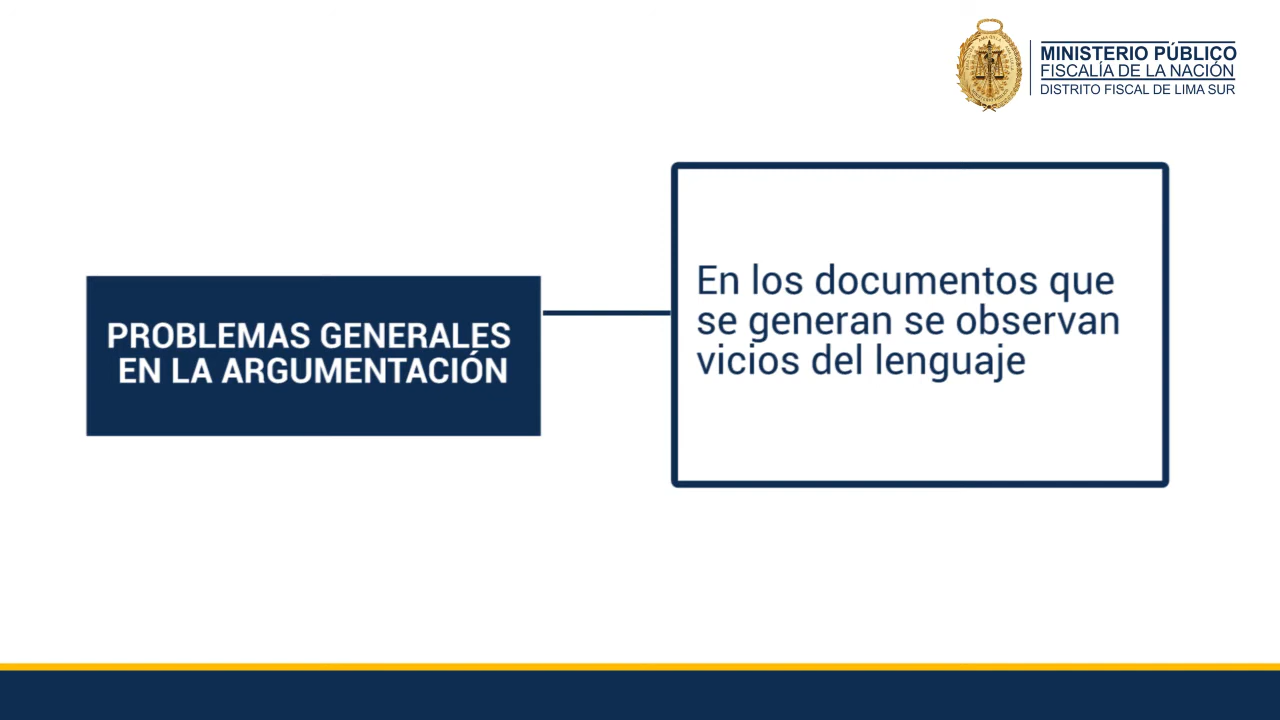 MINISTERIO PÚBLICO
FISCALÍA DE LA NACIÓN
DISTRITO FISCAL DE LIMA SUR
PROBLEMAS GENERALES
EN LA ARGUMENTACIÓN
En los documentos que
se generan se observan
vicios del lenguaje